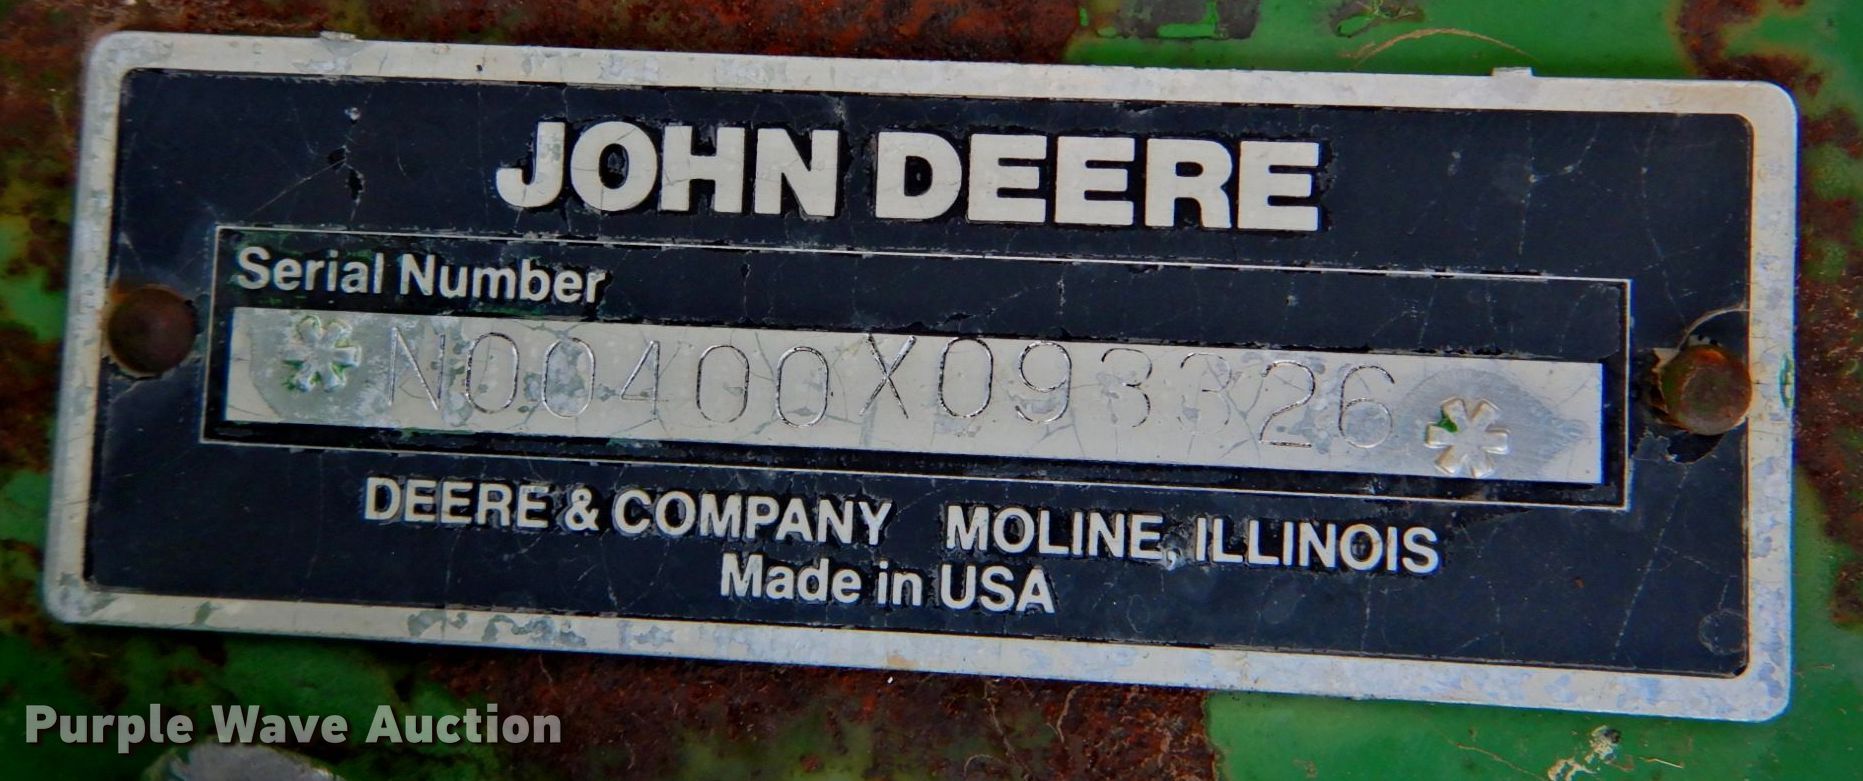 JOHN DEERE
Serial Number
*N00400X093326*
DEERE & COMPANY MOLINE, ILLINOIS
Made in USA
Purple Wave Auction